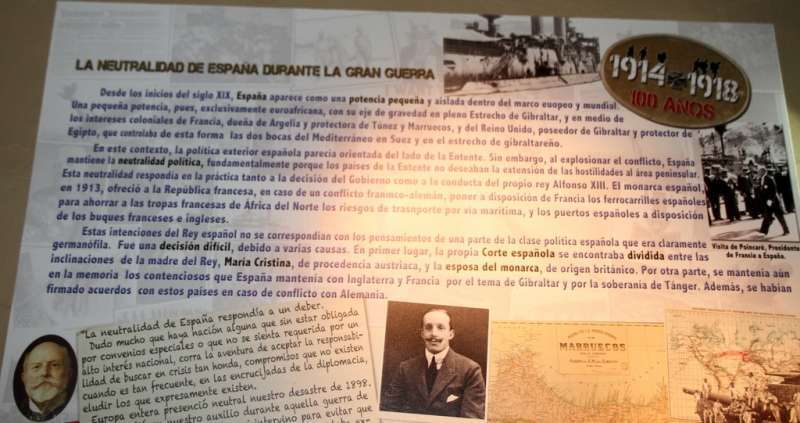 LA NEUTRALIDAD DE ESPAÑA DURANTE LA GRAN GUERRA
1914 1918
100 AÑOS
Desde los inicios del siglo XIX, España aparece como una potencia pequeña y aislada dentro del marco euopeo y mundial.
Una pequeña potencia, pues, exclusivamente euroafricana, con su eje de gravedad en pleno Estrecho de Gibraltar, y en medio de
los intereses coloniales de Francia, dueña de Argelia y protectora de Túnez y Marruecos, y del Reino Unido, poseedor de Gibraltar y protector de
Egipto, que controlaba de esta forma las dos bocas del Mediterráneo en Suez y en el estrecho de gibraltareño.
En este contexto, la política exterior española parecía orientada del lado de la Entente. Sin embargo, al explosionar el conflicto, España
mantiene la neutralidad política, fundamentalmente porque los países de la Entente no deseaban la extensión de las hostilidades al área peninsular.
Esta neutralidad respondía en la práctica tanto a la decisión del Gobierno como a la conducta del propio rey Alfonso XIII. El monarca español,
en 1913, ofreció a la República francesa, en caso de un conflicto franco-alemán, poner a disposición de Francia los ferrocarriles españoles
para ahorrar a las tropas francesas de África del Norte los riesgos de transporte por vía marítima, y los puertos españoles a disposición
de los buques franceses e ingleses.
Estas intenciones del Rey español no se correspondian con los pensamientos de una parte de la clase política española que era claramente
germanófila. Fue una decisión difícil, debido a varias causas. En primer lugar, la propia Corte española se encontraba dividida entre las
inclinaciones de la madre del Rey, María Cristina, de procedencia austriaca, y la esposa del monarca, de origen británico. Por otra parte, se mantenía aún
en la memoria los contenciosos que España mantenía con Inglaterra y Francia por el tema de Gibraltar y por la soberanía de Tánger. Además, se habían
firmado acuerdos con estos países en caso de conflicto con Alemania.
Visita de Poincaré, Presidente
de Francia a España.
"La neutralidad de España respondía a un deber.
Dudo mucho que haya nación alguna que sin estar obligada
por convenios especiales o que no se sienta requerida por un
alto interés nacional, corra la aventura de aceptar la responsabi-
lidad de buscar en crisis tan honda, compromisos que no existen
cuando es tan frecuente, en las encrucijadas de la diplomacia,
eludir los que expresamente existen.
Europa entera presenció neutral nuestro desastre de 1898.
nuestro auxilio durante aquella guerra de
intervino para evitar que
MARRUECOS